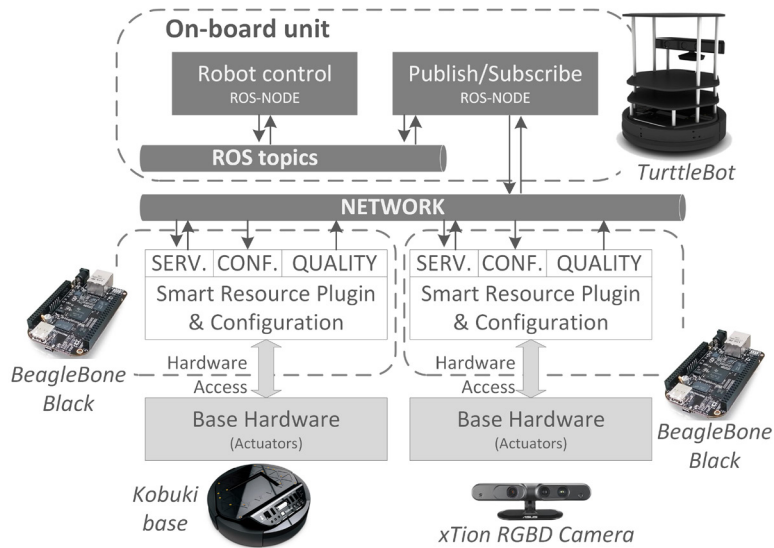 On-board unit
Robot control
ROS-NODE
Publish/Subscribe
ROS-NODE
ROS topics
TurttleBot
NETWORK
SERV. CONF. QUALITY
Smart Resource Plugin
& Configuration
SERV. CONF. QUALITY
Smart Resource Plugin
& Configuration
BeagleBone
Black
Hardware
Access
Hardware
Access
BeagleBone
Black
Base Hardware
(Actuators)
Base Hardware
(Actuators)
Kobuki
base
xTion RGBD Camera